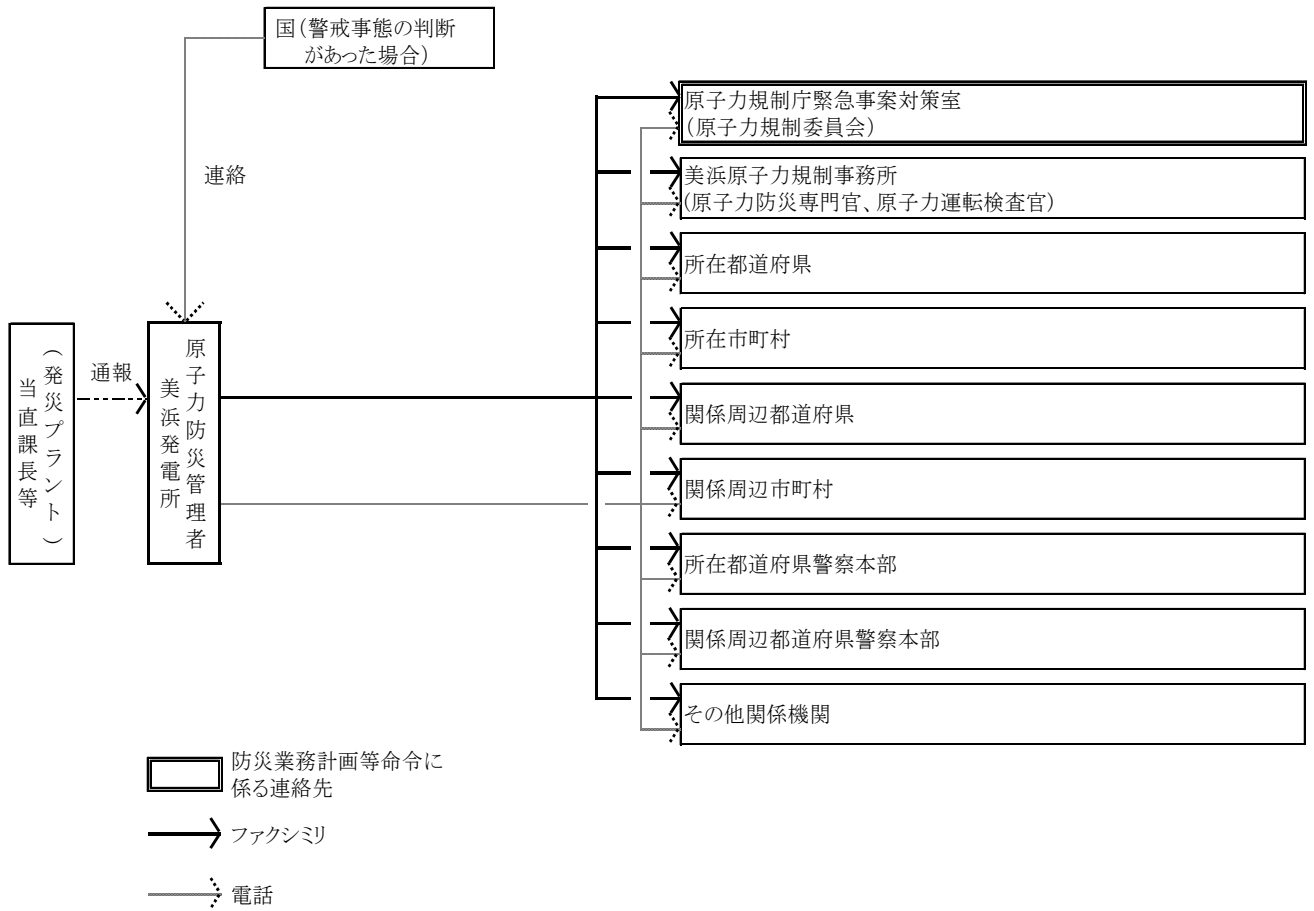 国（警戒事態の判断
があった場合）
連絡
（発災プラント）
当直課長等
通報
原子力防災管理者
美浜発電所
原子力規制庁緊急事案対策室
（原子力規制委員会）
美浜原子力規制事務所
(原子力防災専門官、原子力運転検査官)
所在都道府県
所在市町村
関係周辺都道府県
関係周辺市町村
所在都道府県警察本部
関係周辺都道府県警察本部
その他関係機関
防災業務計画等命令に
係る連絡先
ファクシミリ
電話